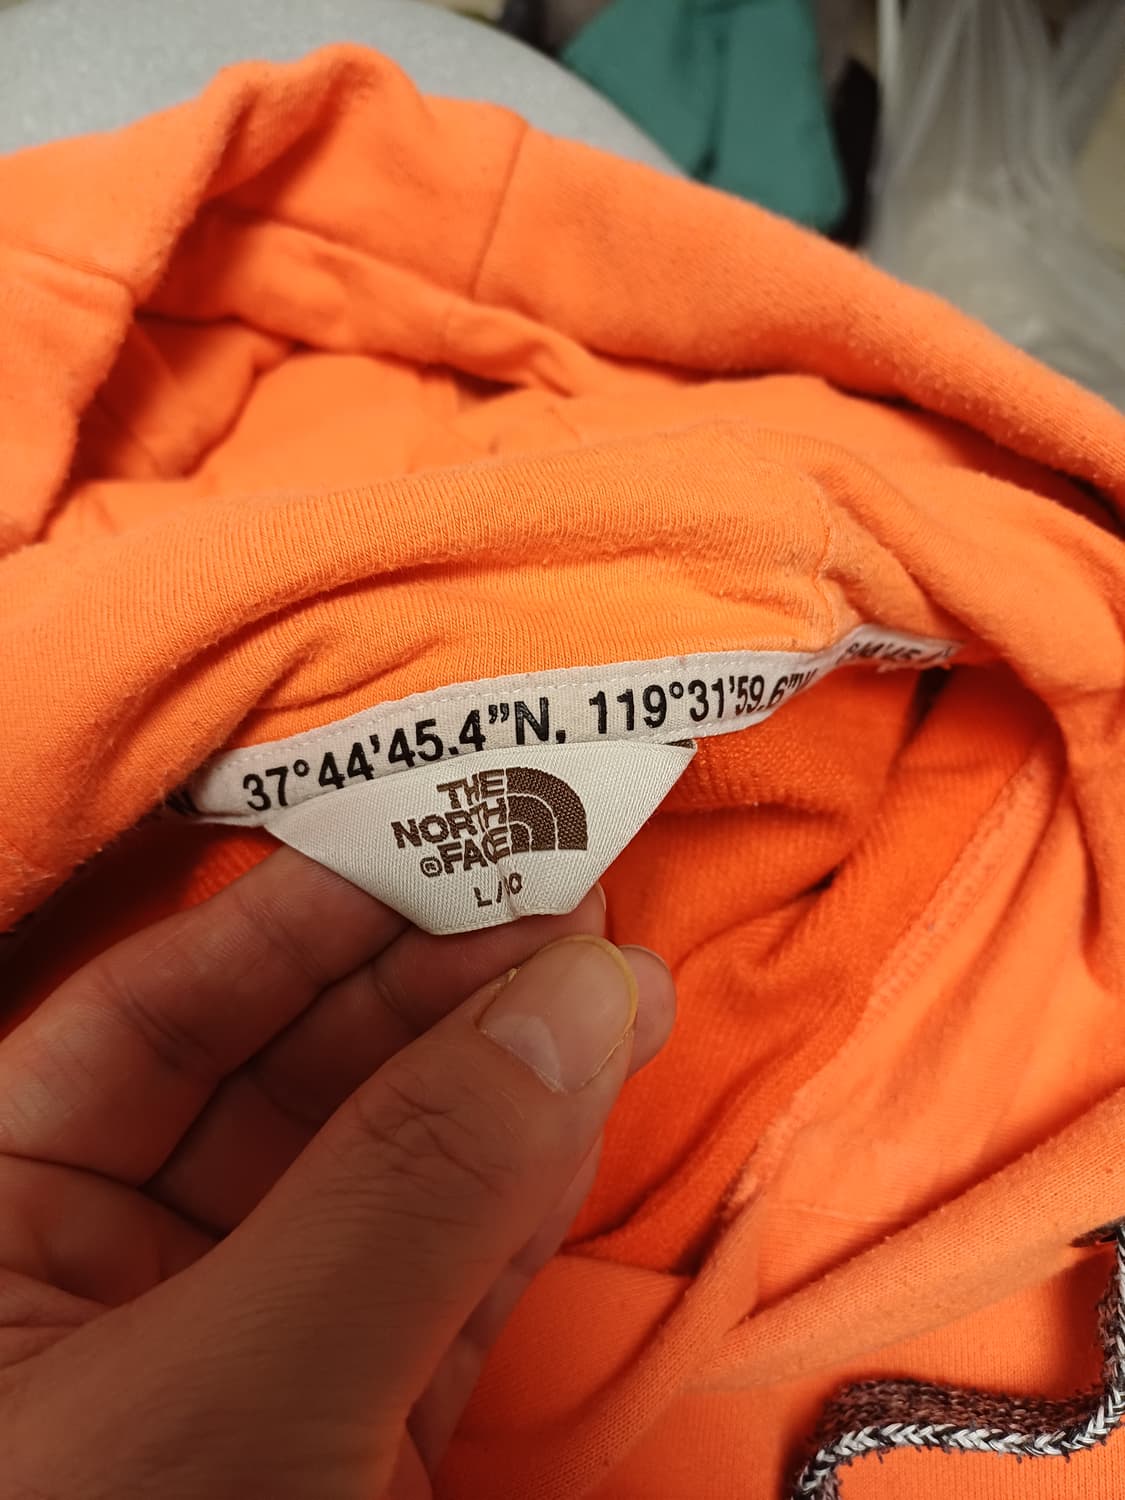 37°44’45.4”N, 119°31’59.6”W
THE
NORTH
®FACE
L/G